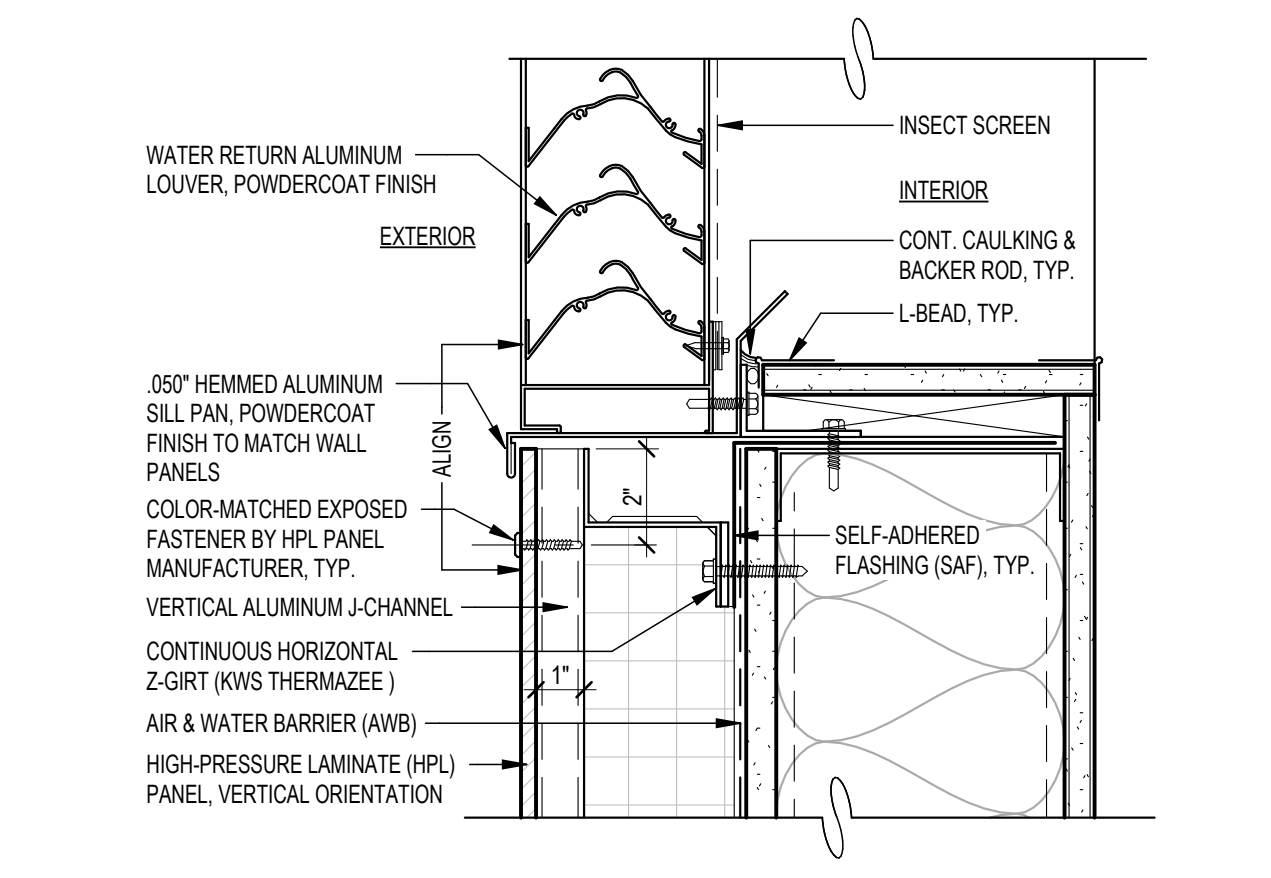 WATER RETURN ALUMINUM
LOUVER, POWDERCOAT FINISH
EXTERIOR
.050" HEMMED ALUMINUM
SILL PAN, POWDERCOAT
FINISH TO MATCH WALL
PANELS
ALIGN
COLOR-MATCHED EXPOSED
FASTENER BY HPL PANEL
MANUFACTURER, TYP.
VERTICAL ALUMINUM J-CHANNEL
CONTINUOUS HORIZONTAL
Z-GIRT (KWS THERMAZEE )
AIR & WATER BARRIER (AWB)
HIGH-PRESSURE LAMINATE (HPL)
PANEL, VERTICAL ORIENTATION
1"
2"
INSECT SCREEN
INTERIOR
CONT. CAULKING &
BACKER ROD, TYP.
L-BEAD, TYP.
SELF-ADHERED
FLASHING (SAF), TYP.